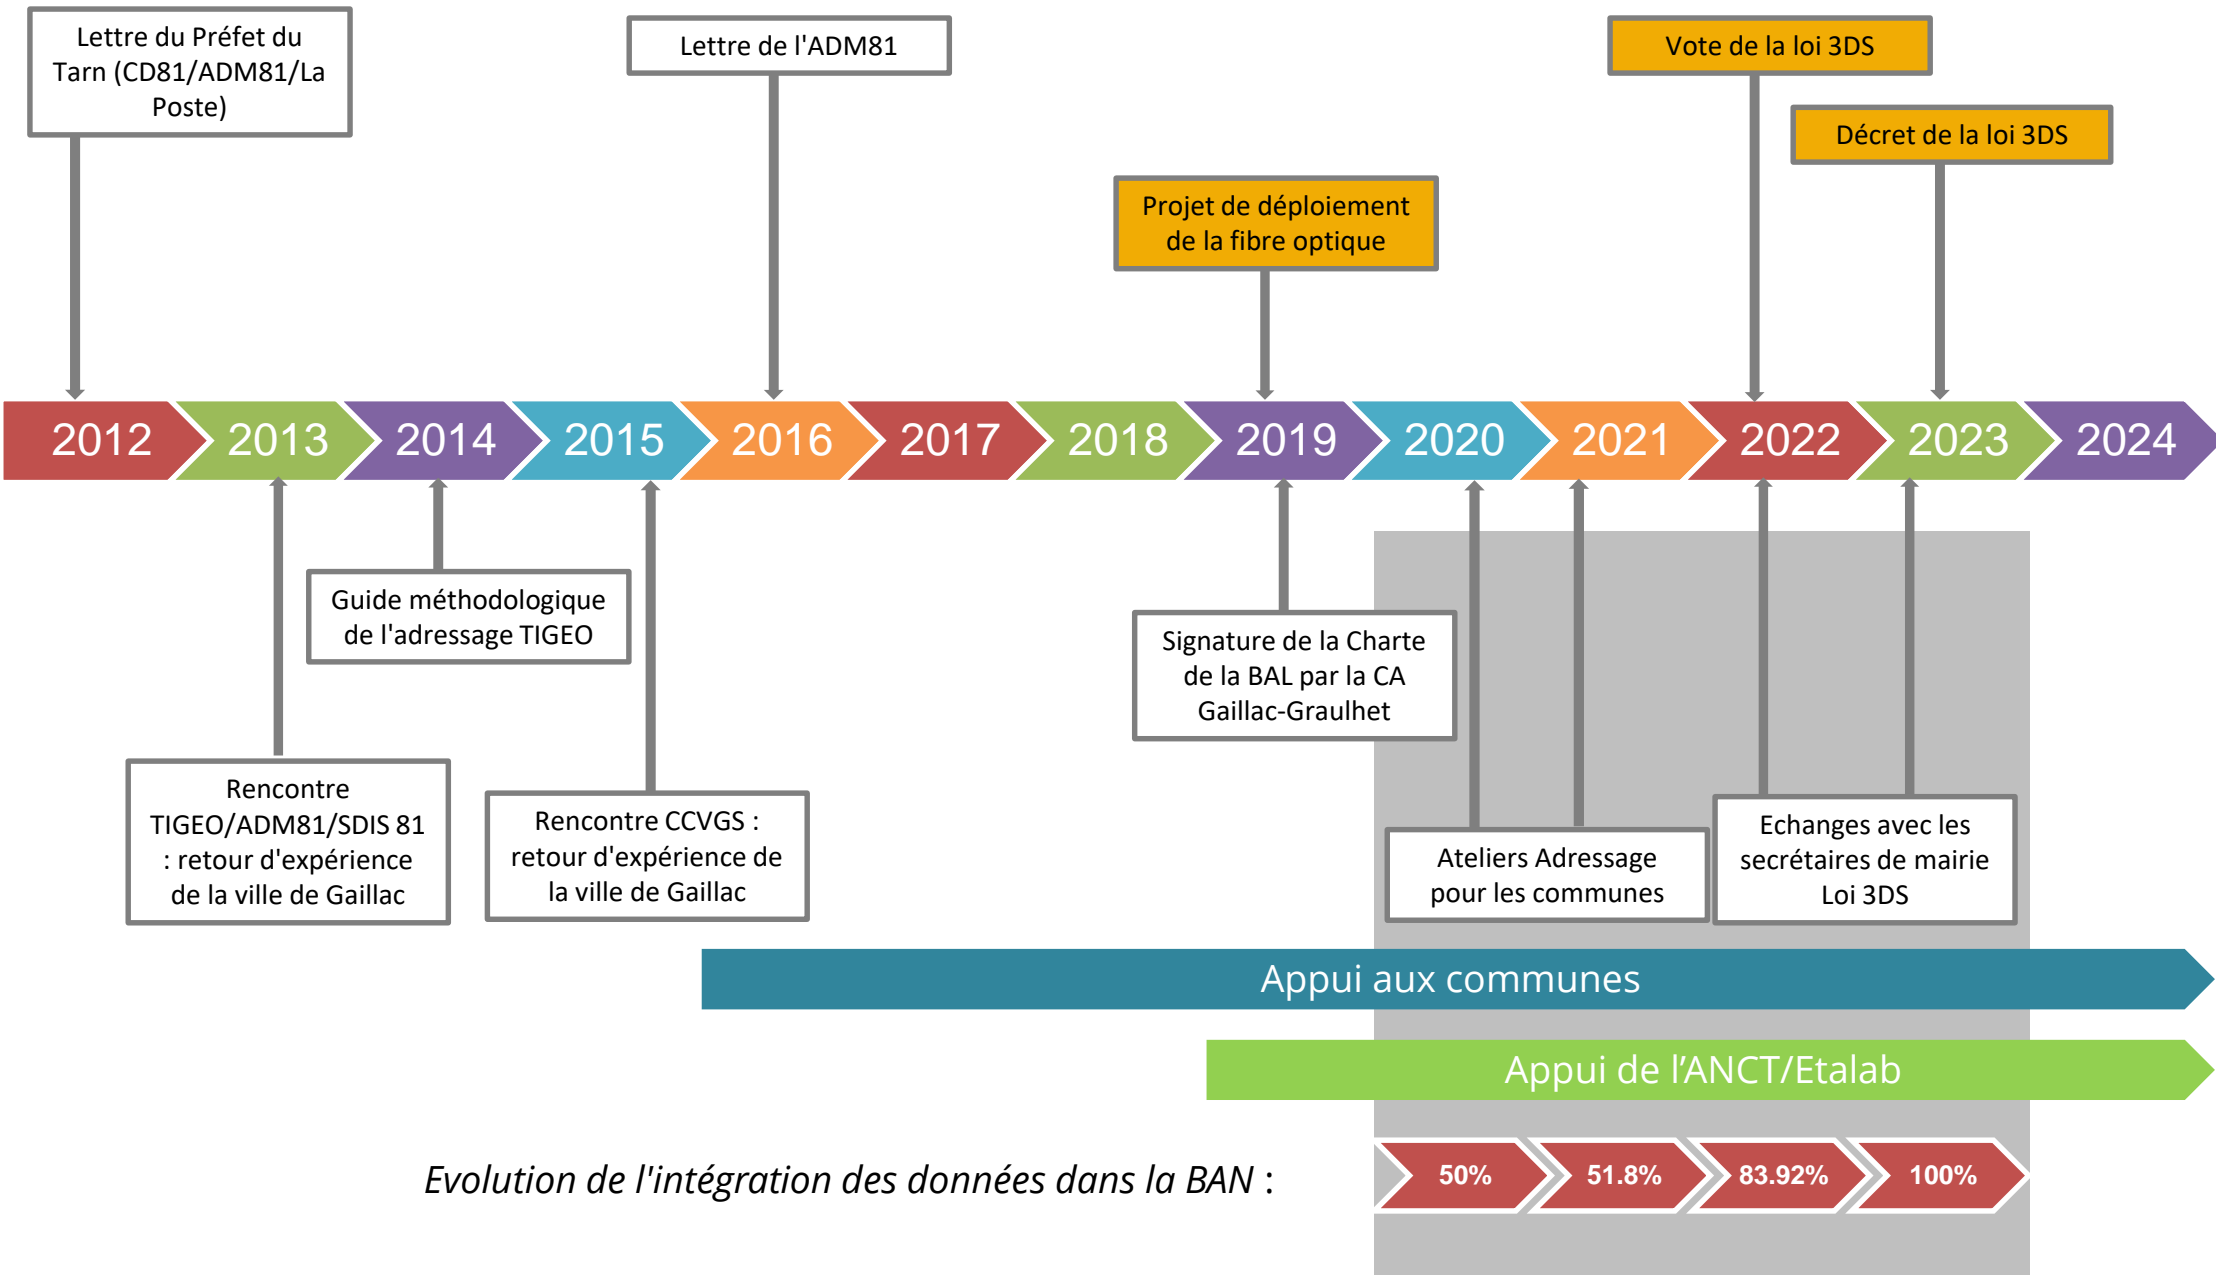 Lettre du Préfet du
Tarn (CD81/ADM81/La
Poste)
Lettre de l'ADM81
Vote de la loi 3DS
Décret de la loi 3DS
Projet de déploiement
de la fibre optique
2012 2013 2014 2015 2016 2017 2018 2019 2020 2021 2022 2023 2024
Guide méthodologique
de l'adressage TIGEO
Signature de la Charte
de la BAL par la CA
Gaillac-Graulhet
Rencontre
TIGEO/ADM81/SDIS 81
: retour d'expérience
de la ville de Gaillac
Rencontre CCVGS :
retour d'expérience de
la ville de Gaillac
Ateliers Adressage
pour les communes
Echanges avec les
secrétaires de mairie
Loi 3DS
Appui aux communes
Appui de l’ANCT/Etalab
Evolution de l'intégration des données dans la BAN :
50% 51.8% 83.92% 100%